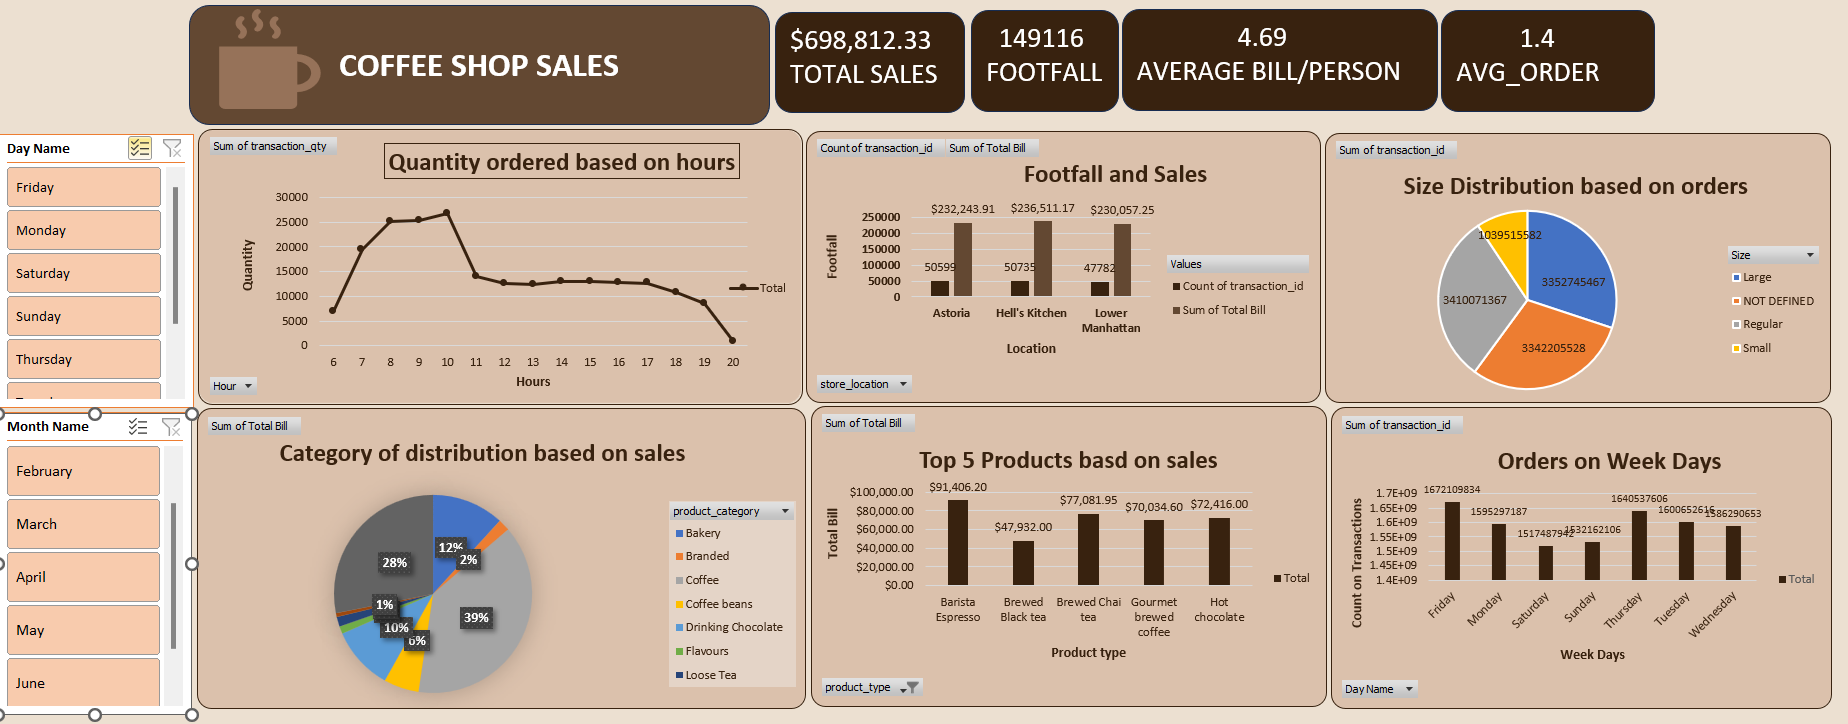 COFFEE SHOP SALES
$698,812.33
TOTAL SALES
149116
FOOTFALL
4.69
AVERAGE BILL/PERSON
1.4
AVG_ORDER
Day Name
Friday
Monday
Saturday
Sunday
Thursday
Month Name
February
March
April
May
June
Sum of transaction_qty
Quantity ordered based on hours
Quantity
30000
25000
20000
15000
10000
5000
0
6 7 8 9 10 11 12 13 14 15 16 17 18 19 20
Total
Hours
Hour
Count of transaction_id Sum of Total Bill
Footfall and Sales
Footfall
$232,243.91 $236,511.17 $230,057.25
250000
200000
150000
100000
50000
0
50599 50735 47782
Astoria Hell's Kitchen Lower
Manhattan
Location
Values
Count of transaction_id
Sum of Total Bill
store_location
Sum of transaction_id
Size Distribution based on orders
1039515582
3352745467
3410071367
3342205528
Size
Large
NOT DEFINED
Regular
Small
Sum of Total Bill
Category of distribution based on sales
12%
2%
28%
39%
1%
10%
6%
product_category
Bakery
Branded
Coffee
Coffee beans
Drinking Chocolate
Flavours
Loose Tea
Sum of Total Bill
Top 5 Products basd on sales
Total Bill
$100,000.00
$80,000.00
$60,000.00
$40,000.00
$20,000.00
$0.00
$91,406.20
$47,932.00
$77,081.95
$70,034.60
$72,416.00
Barista Brewed Brewed Chai Gourmet Hot
Espresso Black tea tea brewed chocolate
coffee
Total
Product type
product_type
Sum of transaction_id
Orders on Week Days
Count on Transactions
1.7E+09
1.65E+09
1.6E+09
1.55E+09
1.5E+09
1.45E+09
1.4E+09
1672109834
1595297187
1517487942
1532162106
1640537606
1600652616
1586290653
Friday Monday Saturday Sunday Thursday Tuesday Wednesday
Total
Week Days
Day Name